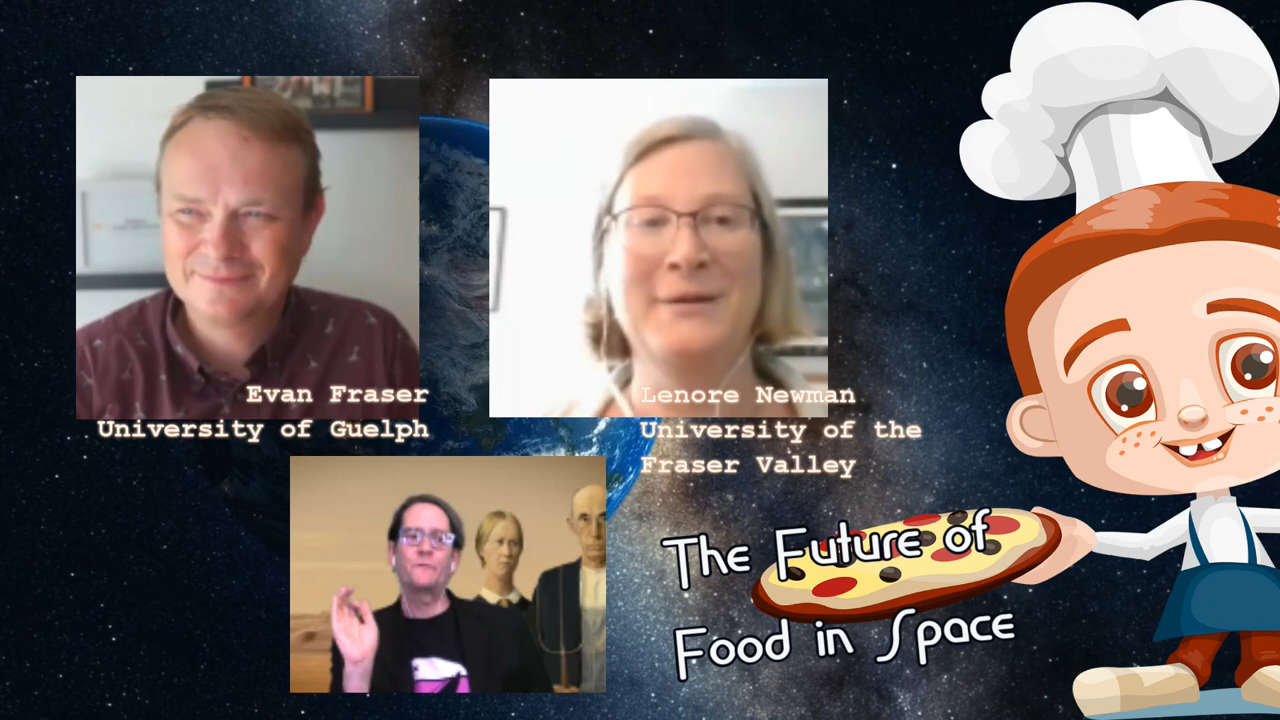 Evan Fraser
University of Guelph
Lenore Newman
University of the
Fraser Valley
The Future of
Food in Space